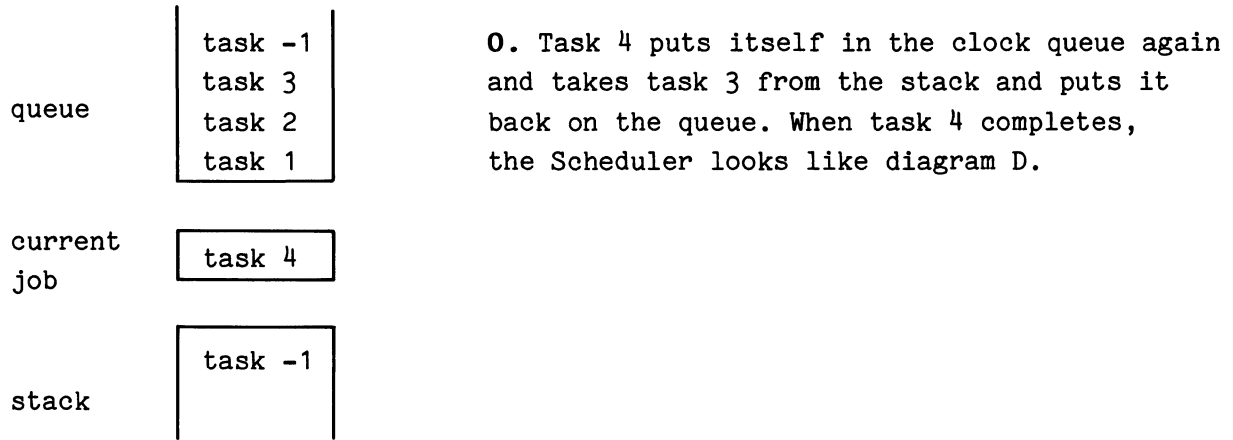 task -1
task 3
queue
task 2
task 1
O. Task 4 puts itself in the clock queue again
and takes task 3 from the stack and puts it
back on the queue. When task 4 completes,
the Scheduler looks like diagram D.
current
job
task 4
task -1
stack